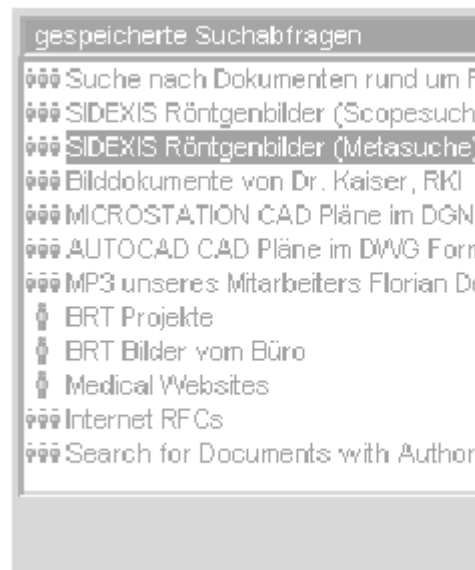 gespeicherte Suchabfragen
Suche nach Dokumenten rund um
SIDEXIS Röntgenbilder (Scopesuch
SIDEXIS Röntgenbilder (Metasuche)
Bilddokumente von Dr. Kaiser, RKI
MICROSTATION CAD Pläne im DGN
AUTOCAD CAD Pläne im DWG Form
MP3 unseres Mitarbeiters Florian
BRT Projekte
BRT Bilder vom Büro
Medical Websites
Internet RFCs
Search for Documents with Author